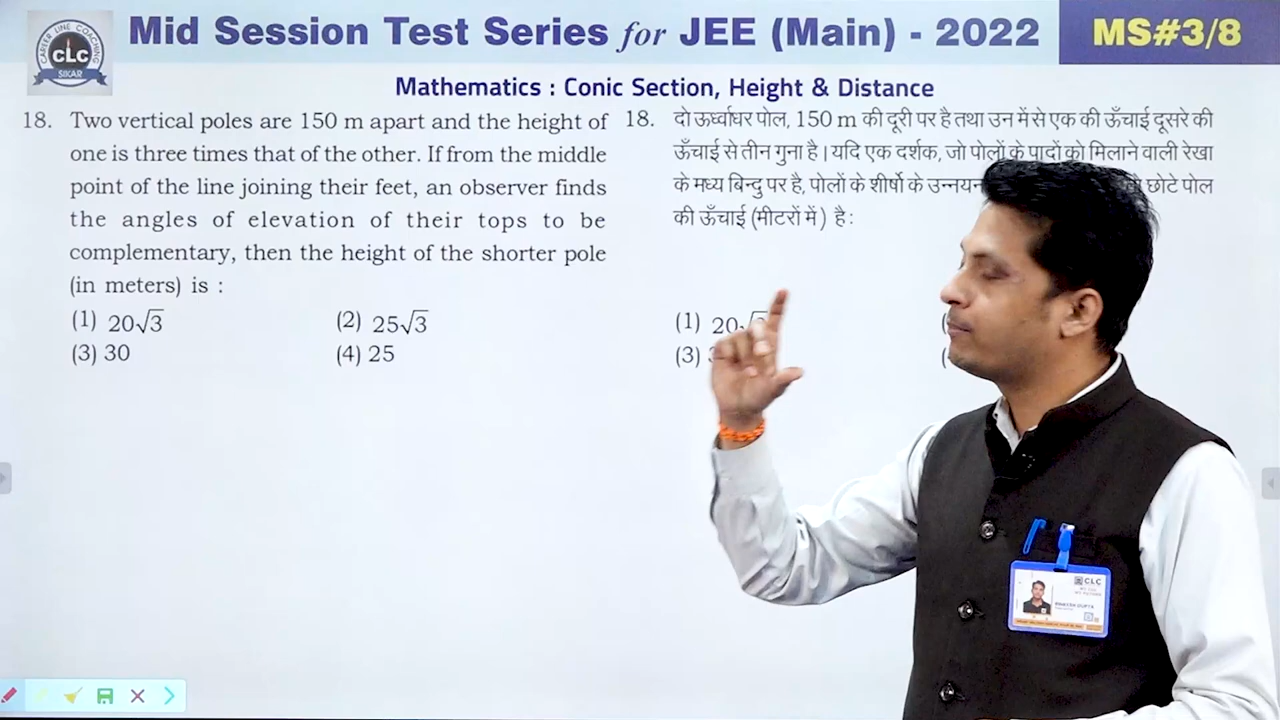 Mid Session Test Series for JEE (Main) - 2022
MS#3/8
CAREER LINE COACHING
CLC
SIKAR
Mathematics : Conic Section, Height & Distance
18. Two vertical poles are 150 m apart and the height of
one is three times that of the other. If from the middle
point of the line joining their feet, an observer finds
the angles of elevation of their tops to be
complementary, then the height of the shorter pole
(in meters) is :
(1) 20√3 (2) 25√3
(3) 30 (4) 25
18. दो ऊर्ध्वाधर पोल, 150 m की दूरी पर है तथा उन में से एक की ऊँचाई दूसरे की
ऊँचाई से तीन गुना है। यदि एक दर्शक, जो पोलों के पादों को मिलाने वाली रेखा
के मध्य बिन्दु पर है, पोलों के शीर्षो के उन्नयन छोटे पोल
की ऊँचाई (मीटरों में) है :
(1) 20
(3)
CLC